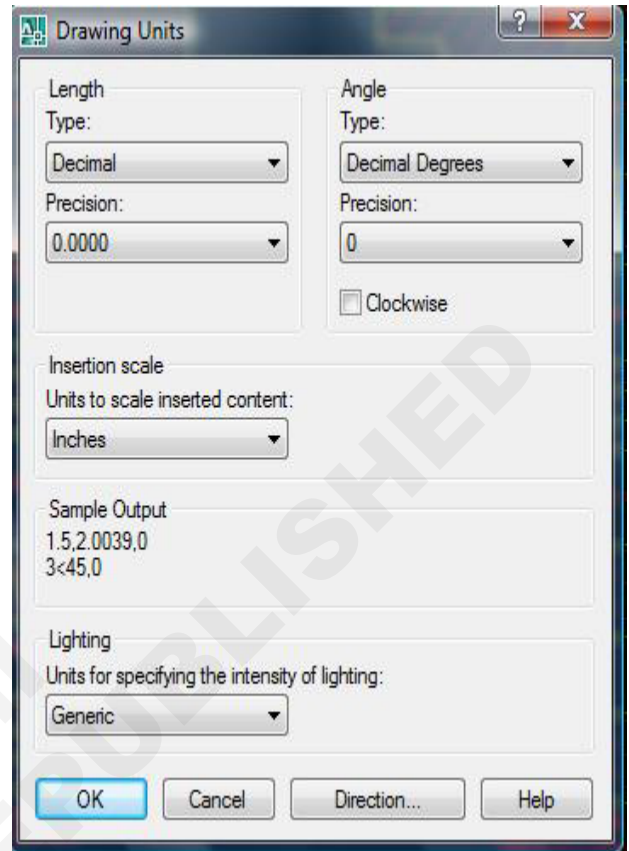 Drawing Units
Length
Type:
Decimal
Precision:
0.0000
Angle
Type:
Decimal Degrees
Precision:
0
Clockwise
Insertion scale
Units to scale inserted content:
Inches
Sample Output
1.5,2.0039,0
3<45,0
Lighting
Units for specifying the intensity of lighting:
Generic
OK
Cancel
Direction...
Help